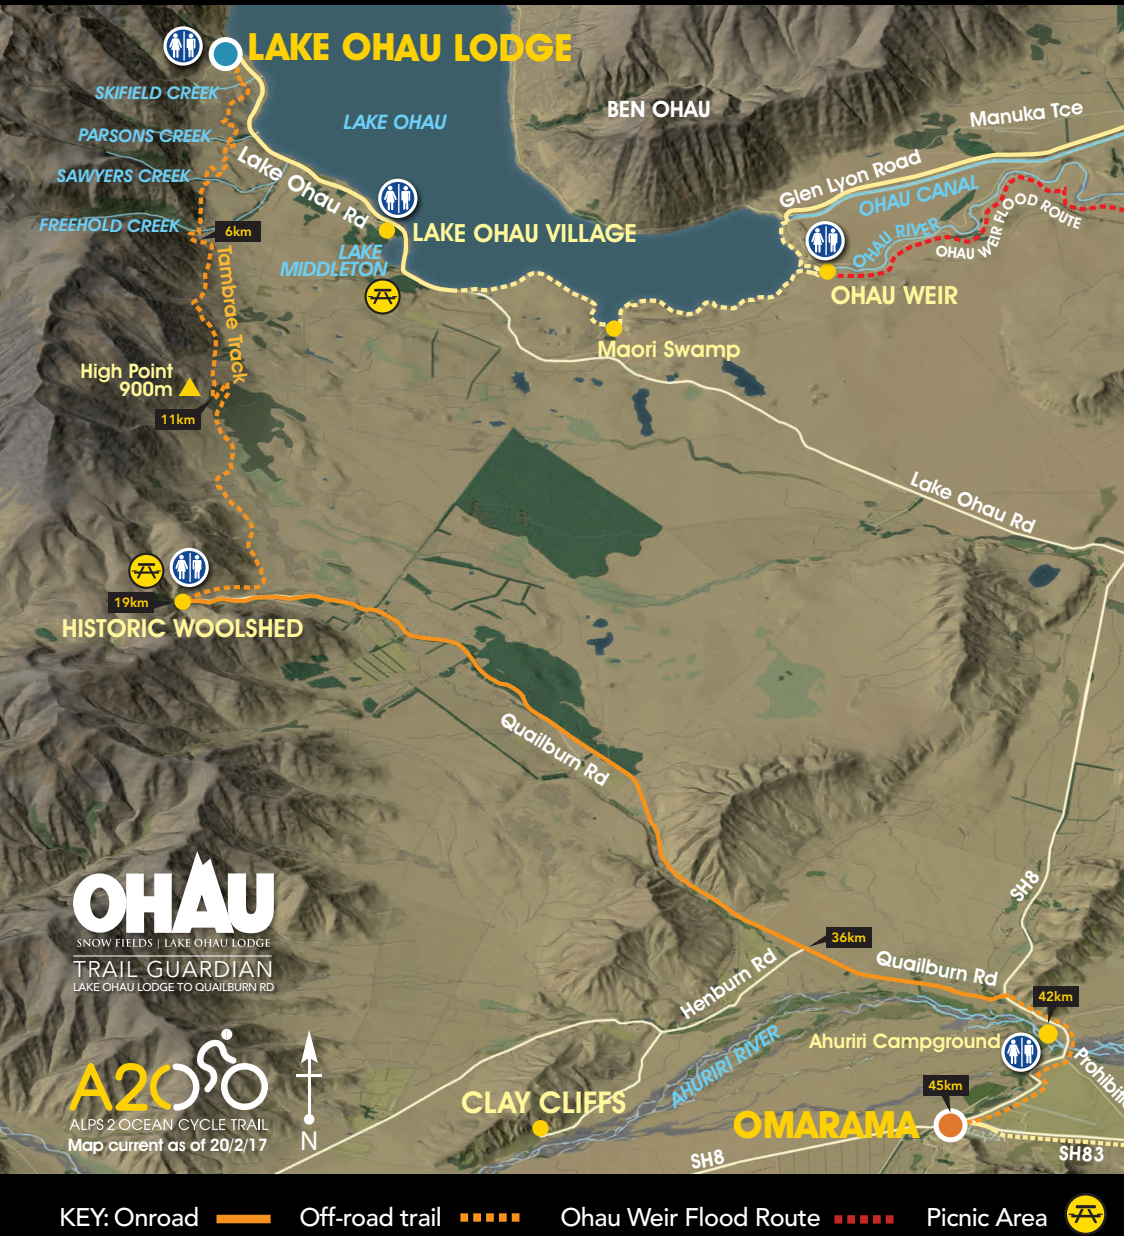 LAKE OHAU LODGE
SKIFIELD CREEK
PARSONS CREEK
SAWYERS CREEK
FREEHOLD CREEK
LAKE OHAU
BEN OHAU
Manuka Tce
Glen Lyon Road
OHAU CANAL
OHAU RIVER
OHAU WEIR FLOOD ROUTE
Lake Ohau Rd
LAKE OHAU VILLAGE
6km
LAKE
MIDDLETON
OHAU WEIR
Tambrae Track
Maori Swamp
High Point
900m
11km
Lake Ohau Rd
19km
HISTORIC WOOLSHED
Quailburn Rd
SH8
36km
Quailburn Rd
Henburn Rd
42km
Ahuriri Campground
AHURIRI RIVER
45km
CLAY CLIFFS
OMARAMA
SH8
SH83
OHAU
SNOW FIELDS | LAKE OHAU LODGE
TRAIL GUARDIAN
LAKE OHAU LODGE TO QUAILBURN RD
A2O
ALPS 2 OCEAN CYCLE TRAIL
Map current as of 20/2/17
N
KEY: Onroad
Off-road trail
Ohau Weir Flood Route
Picnic Area